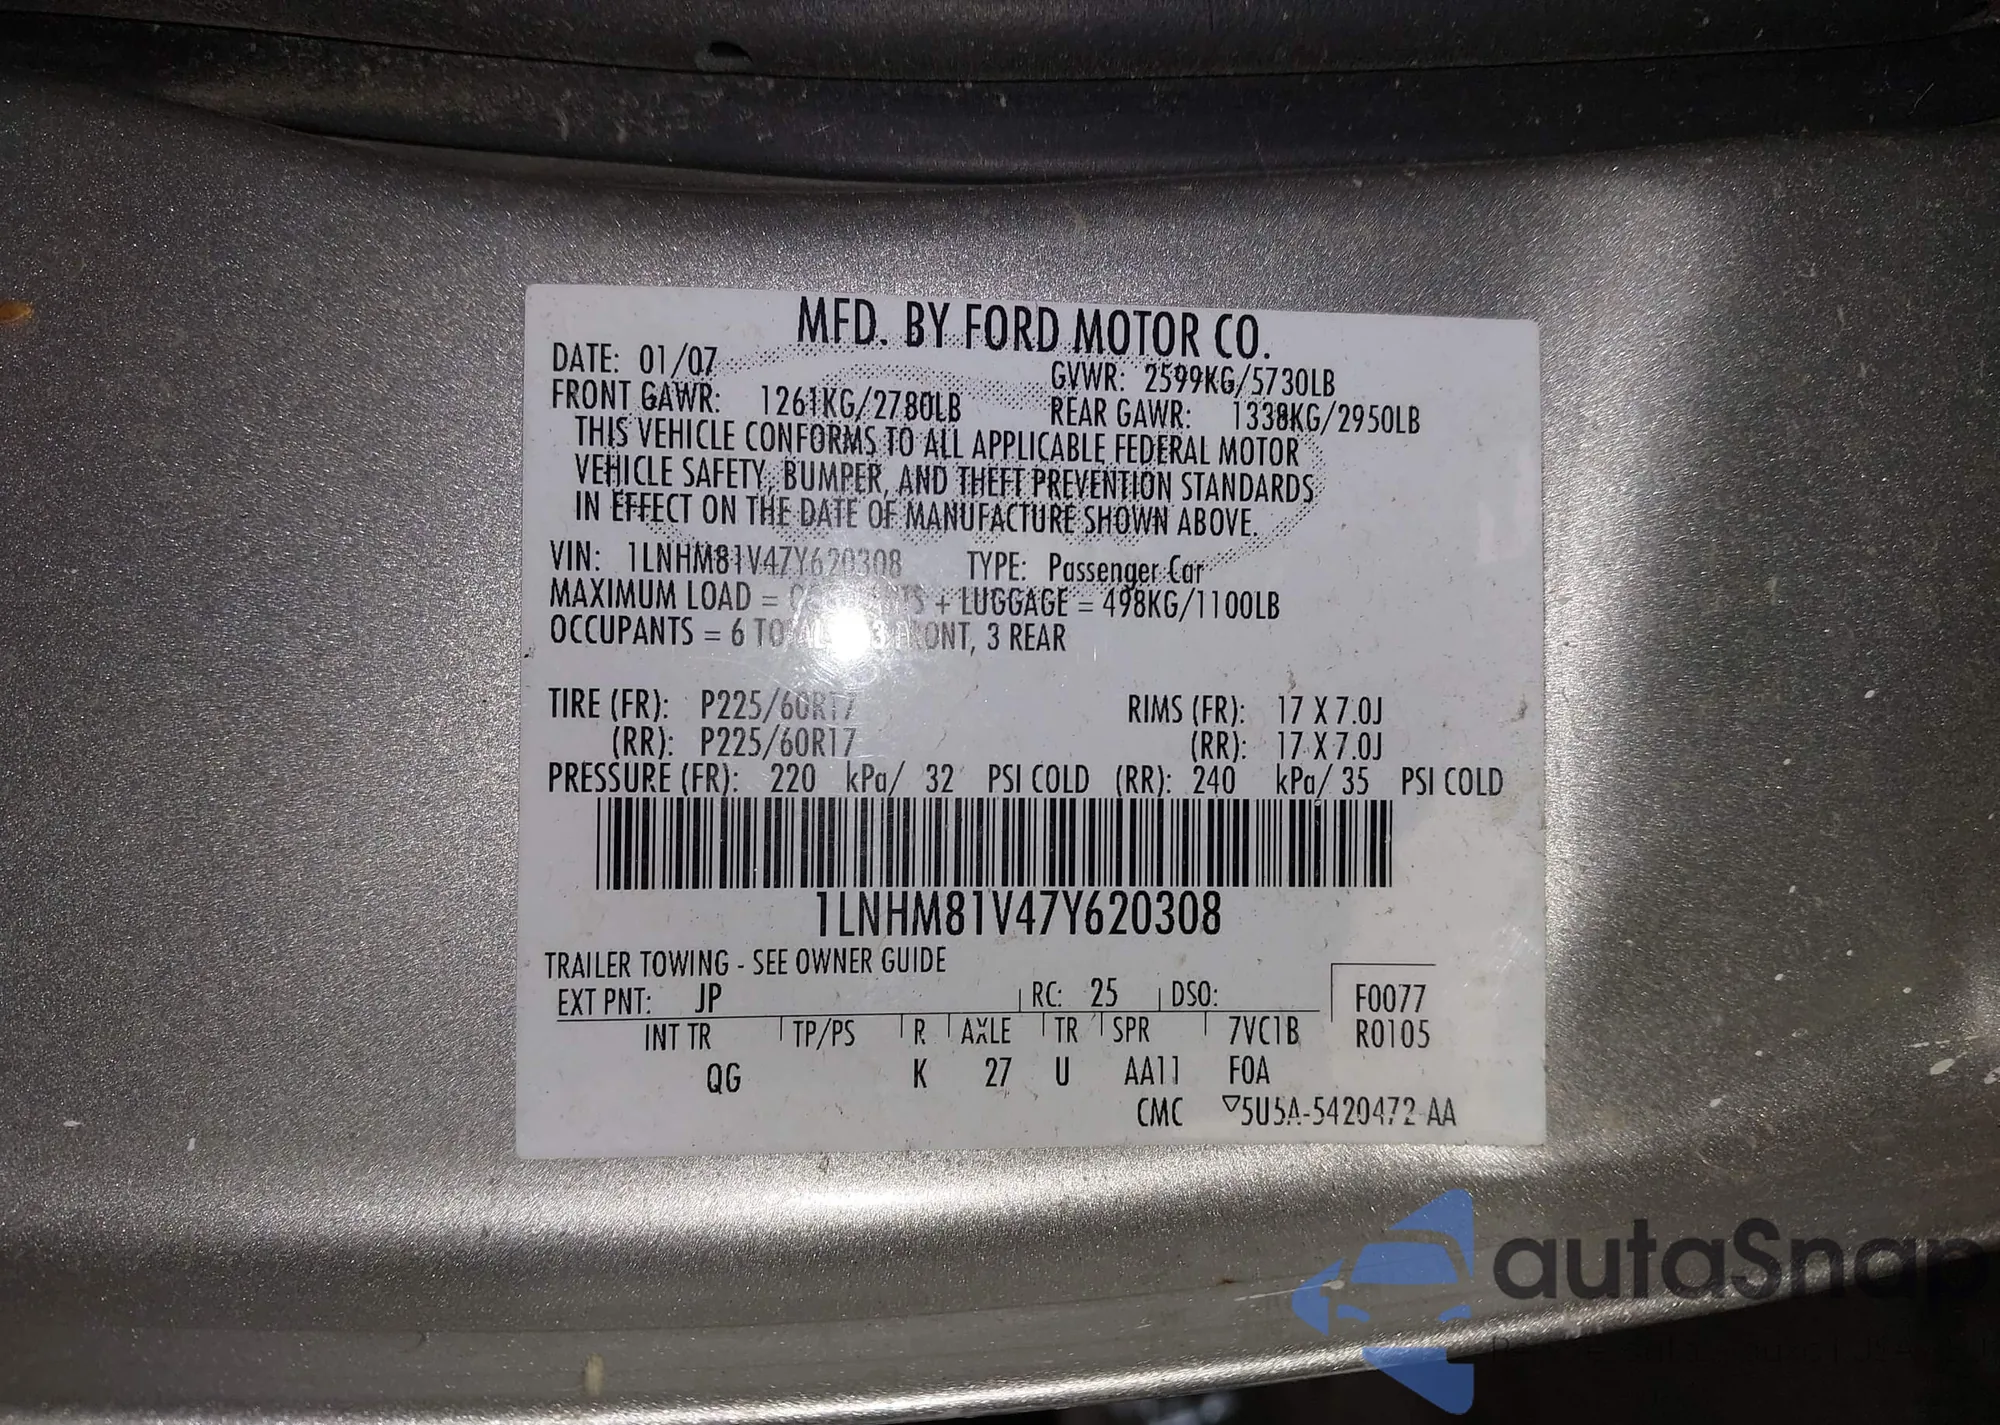 MFD. BY FORD MOTOR CO.
DATE: 01/07
GVWR: 2599KG/5730LB
FRONT GAWR: 1261KG/2780LB
REAR GAWR: 1338KG/2950LB
THIS VEHICLE CONFORMS TO ALL APPLICABLE FEDERAL MOTOR
VEHICLE SAFETY, BUMPER, AND THEFT PREVENTION STANDARDS
IN EFFECT ON THE DATE OF MANUFACTURE SHOWN ABOVE.
VIN: 1LNHM81V47Y620308 TYPE: Passenger Car
MAXIMUM LOAD = + LUGGAGE = 498KG/1100LB
OCCUPANTS = 6 3 REAR
TIRE (FR): P225/60R17 RIMS (FR): 17 X 7.0J
(RR): P225/60R17 (RR): 17 X 7.0J
PRESSURE (FR): 220 kPa/ 32 PSI COLD (RR): 240 kPa/ 35 PSI COLD
1LNHM81V47Y620308
TRAILER TOWING - SEE OWNER GUIDE
EXT PNT: JP RC: 25 DSO: F0077
INT TR TP/PS R AXLE TR SPR 7VC1B R0105
QG K 27 U AA11 F0A
CMC ▽5U5A-5420472-AA
autaSnap